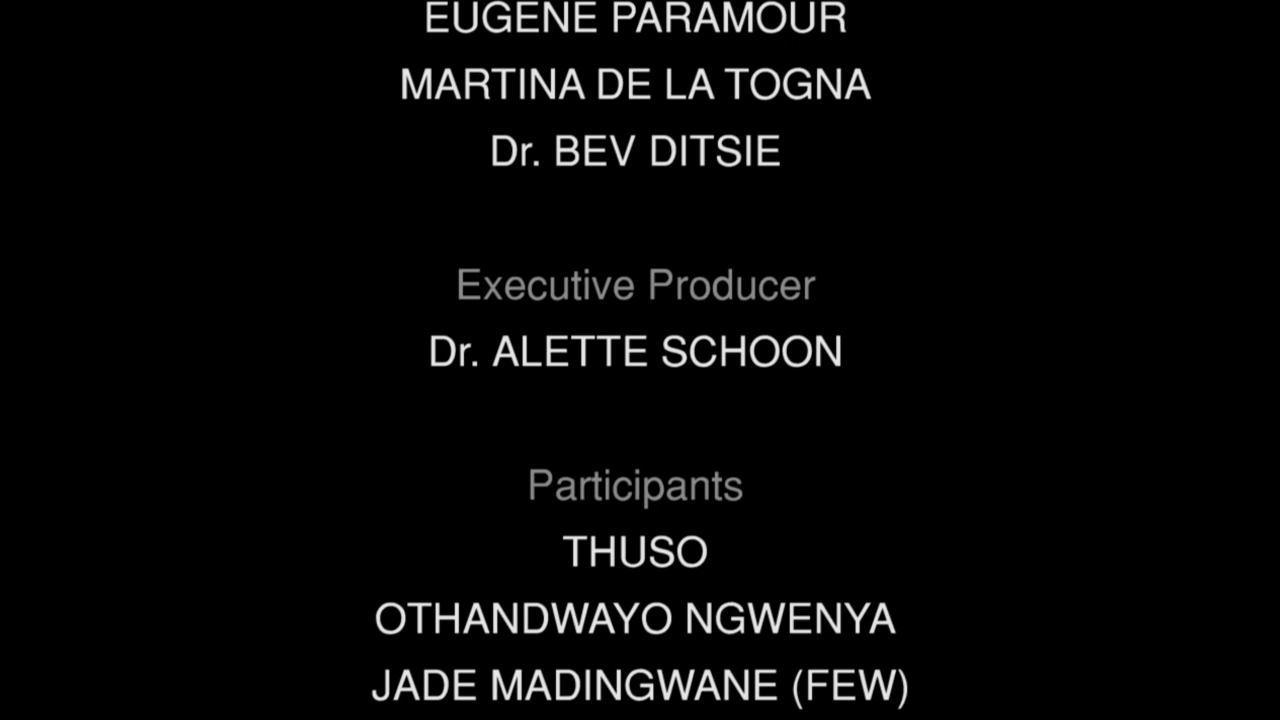 EUGENE PARAMOUR
MARTINA DE LA TOGNA
Dr. BEV DITSIE
Executive Producer
Dr. ALETTE SCHOON
Participants
THUSO
OTHANDWAYO NGWENYA
JADE MADINGWANE (FEW)